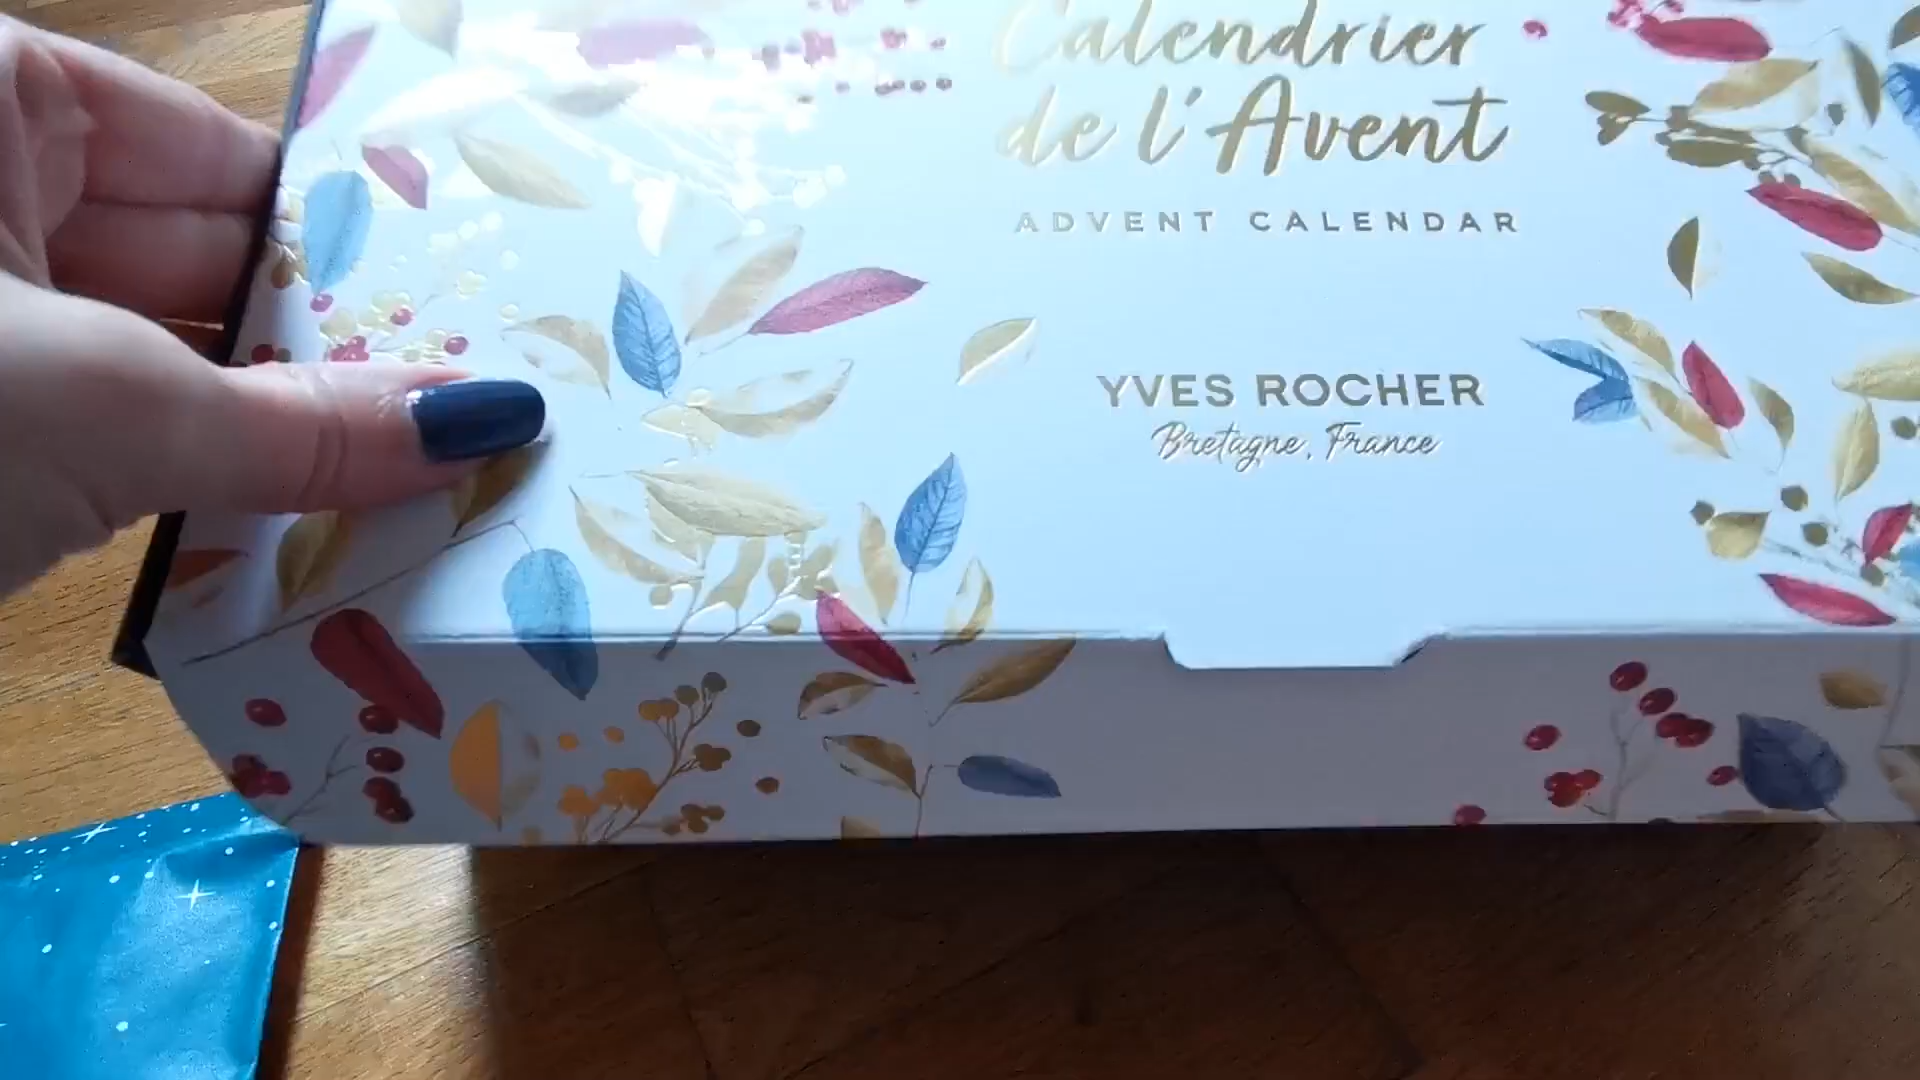 Calendrier
de l'Avent
ADVENT CALENDAR
YVES ROCHER
Bretagne, France